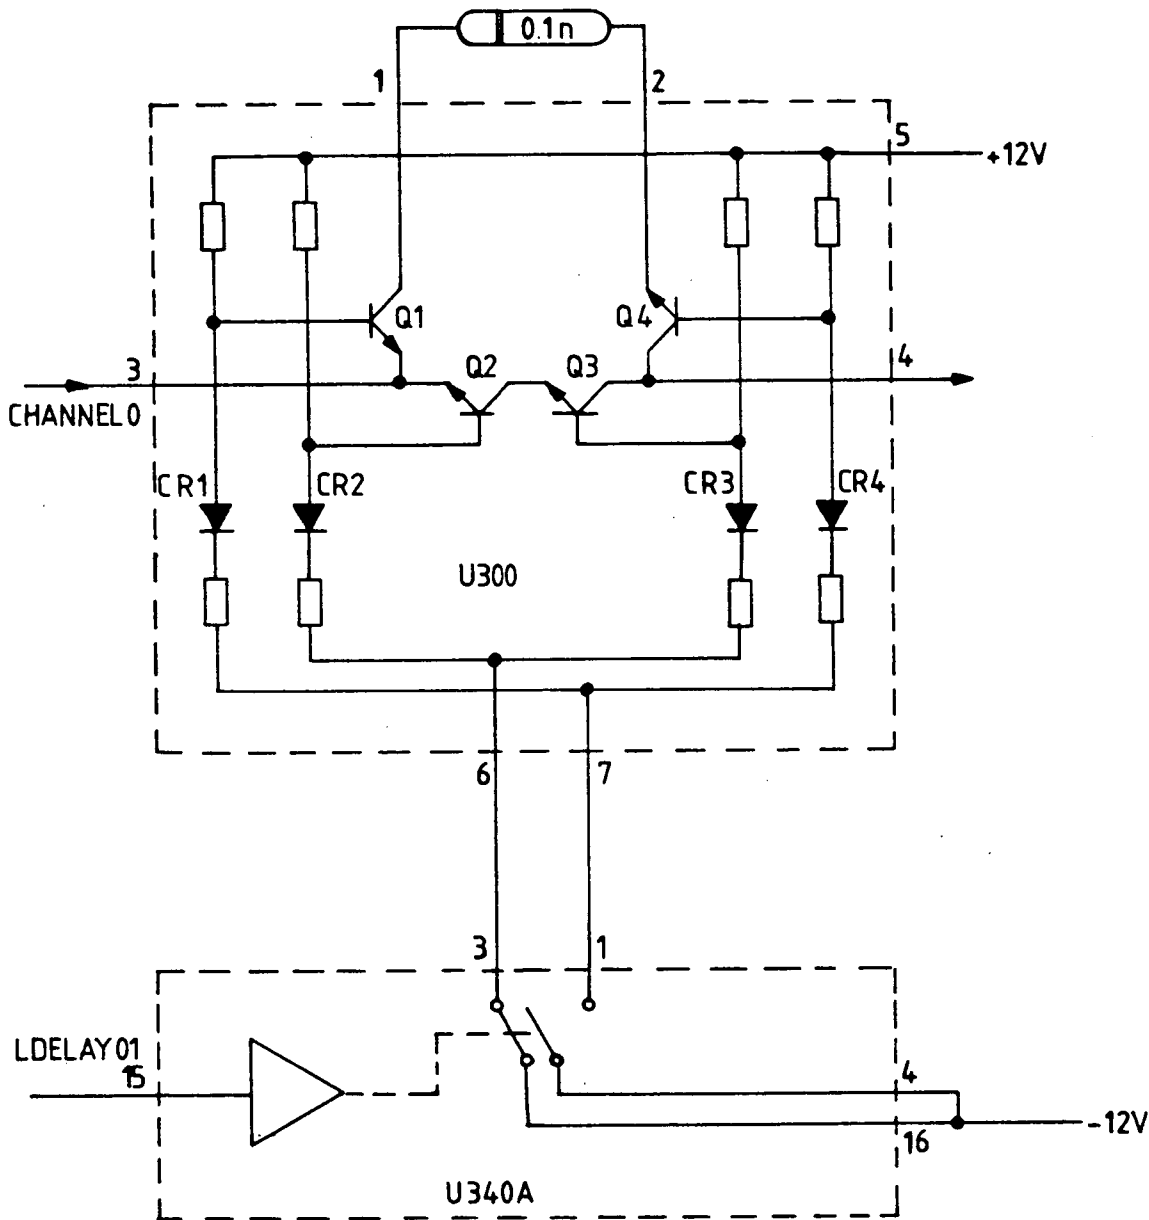 0.1n
1
2
5
+12V
Q1
Q4
3
Q2
Q3
4
CHANNEL 0
CR1
CR2
CR3
CR4
U300
6
7
3
1
LDELAY 01
15
4
16
-12V
U340A